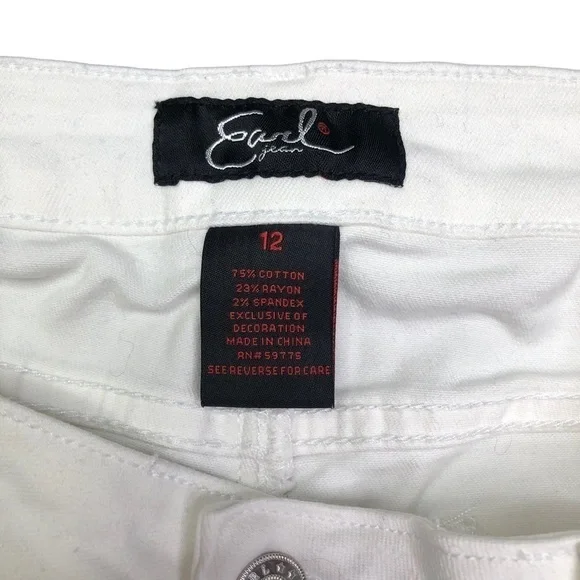 Earl®
jean
12
75% COTTON
23% RAYON
2% SPANDEX
EXCLUSIVE OF
DECORATION
MADE IN CHINA
RN# 59775
SEE REVERSE FOR CARE